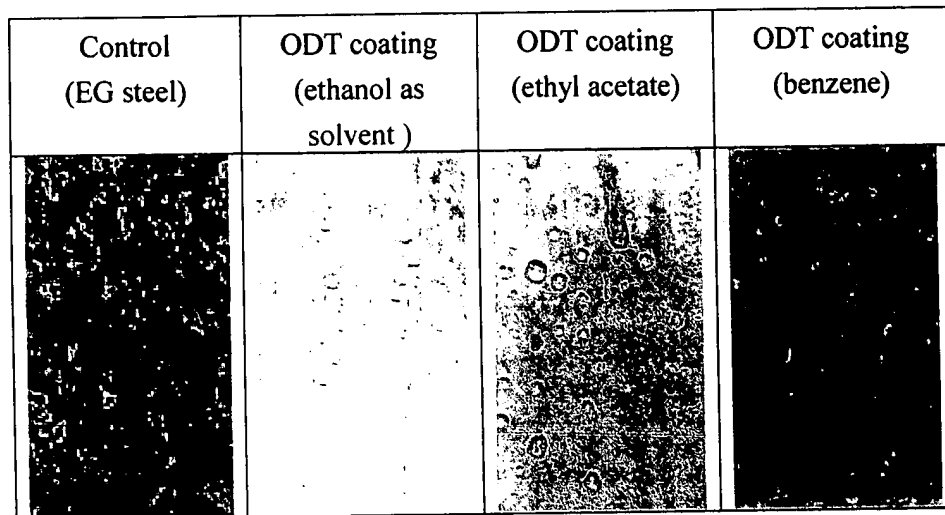 Control
(EG steel)
ODT coating
(ethanol as
solvent )
ODT coating
(ethyl acetate)
ODT coating
(benzene)